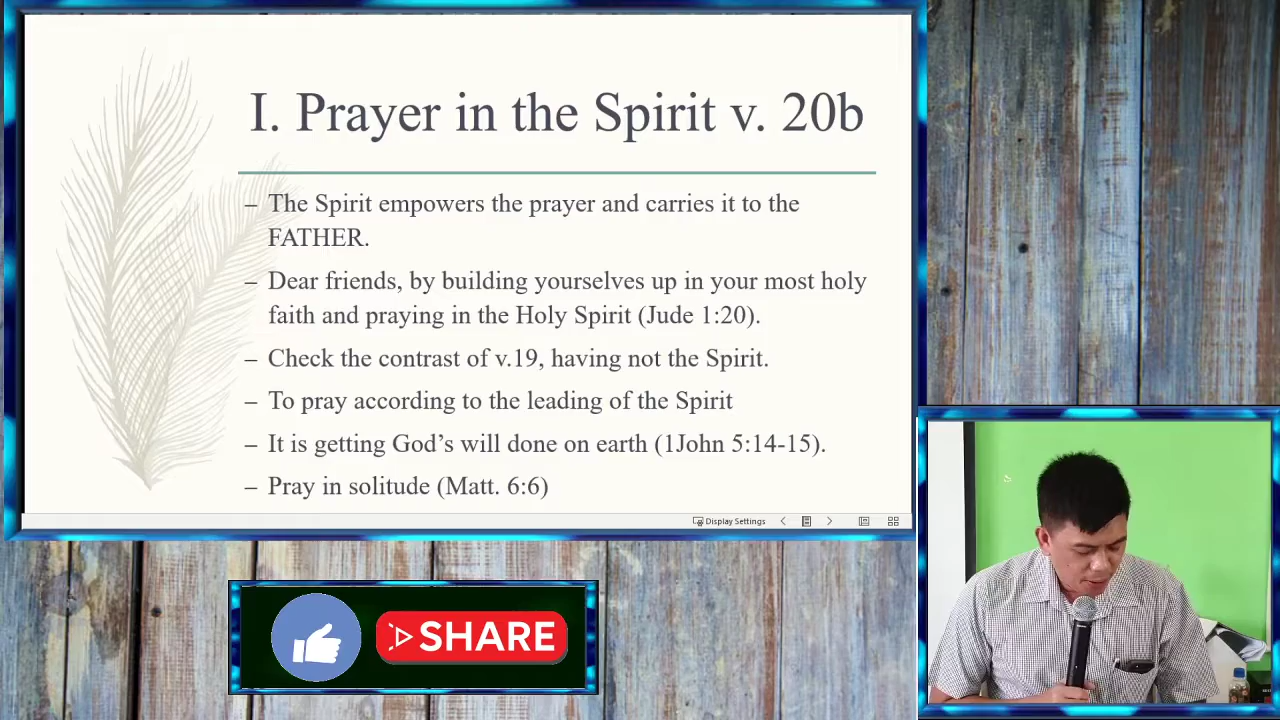 I. Prayer in the Spirit v. 20b
– The Spirit empowers the prayer and carries it to the
FATHER.
– Dear friends, by building yourselves up in your most holy
faith and praying in the Holy Spirit (Jude 1:20).
– Check the contrast of v.19, having not the Spirit.
– To pray according to the leading of the Spirit
– It is getting God’s will done on earth (1John 5:14-15).
– Pray in solitude (Matt. 6:6)
Display Settings
SHARE